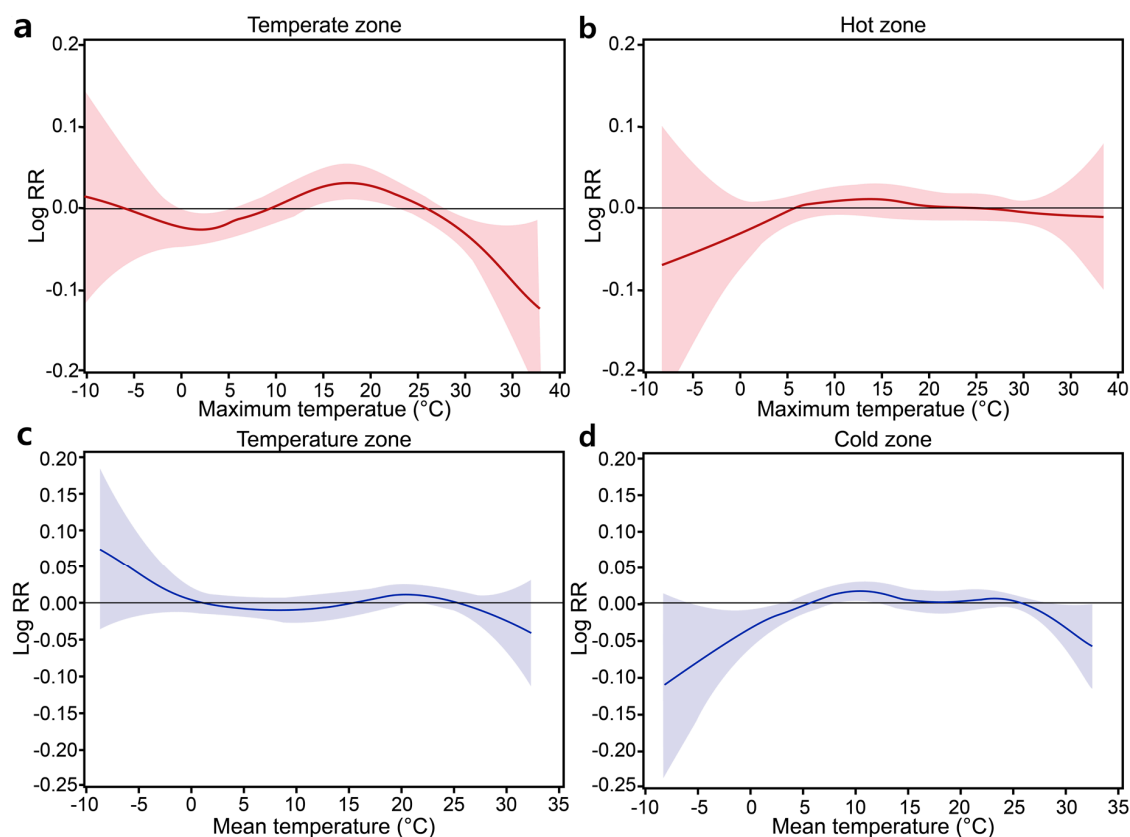 a
Temperate zone
0.2
0.1
0.0
-0.1
-0.2
Log RR
-10 -5 0 5 10 15 20 25 30 35 40
Maximum temperatue (°C)
b
Hot zone
0.2
0.1
0.0
-0.1
-0.2
Log RR
-10 -5 0 5 10 15 20 25 30 35 40
Maximum temperatue (°C)
c
Temperature zone
0.20
0.15
0.10
0.05
0.00
-0.05
-0.10
-0.15
-0.20
-0.25
Log RR
-10 -5 0 5 10 15 20 25 30 35
Mean temperature (°C)
d
Cold zone
0.20
0.15
0.10
0.05
0.00
-0.05
-0.10
-0.15
-0.20
-0.25
Log RR
-10 -5 0 5 10 15 20 25 30 35
Mean temperature (°C)